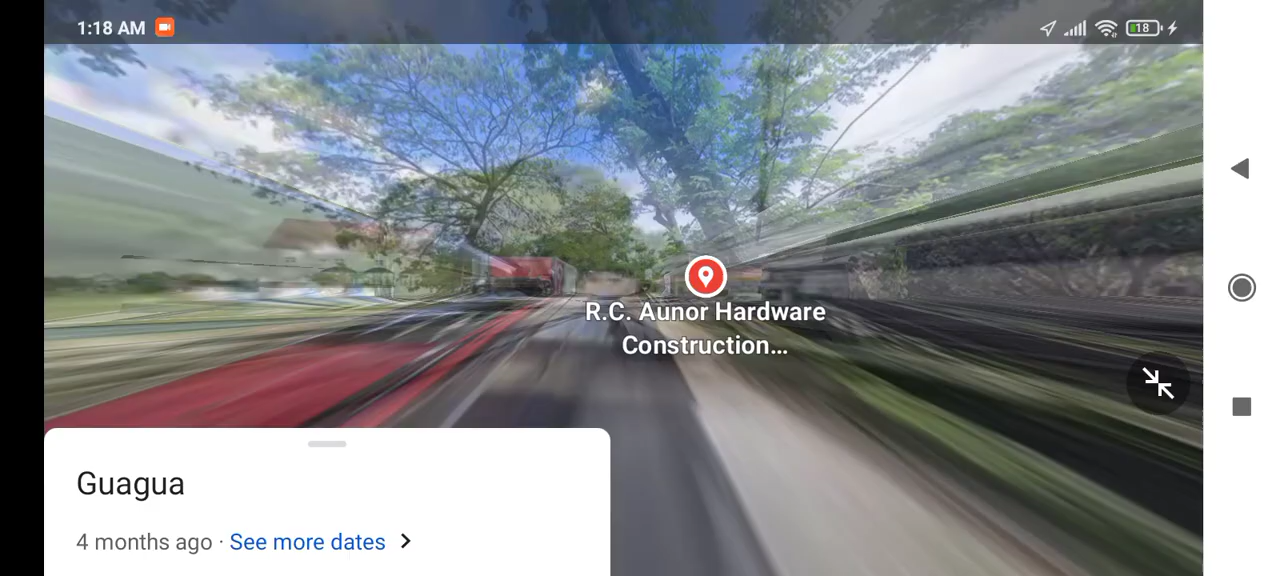 1:18 AM
18
R.C. Aunor Hardware
Construction...
Guagua
4 months ago · See more dates